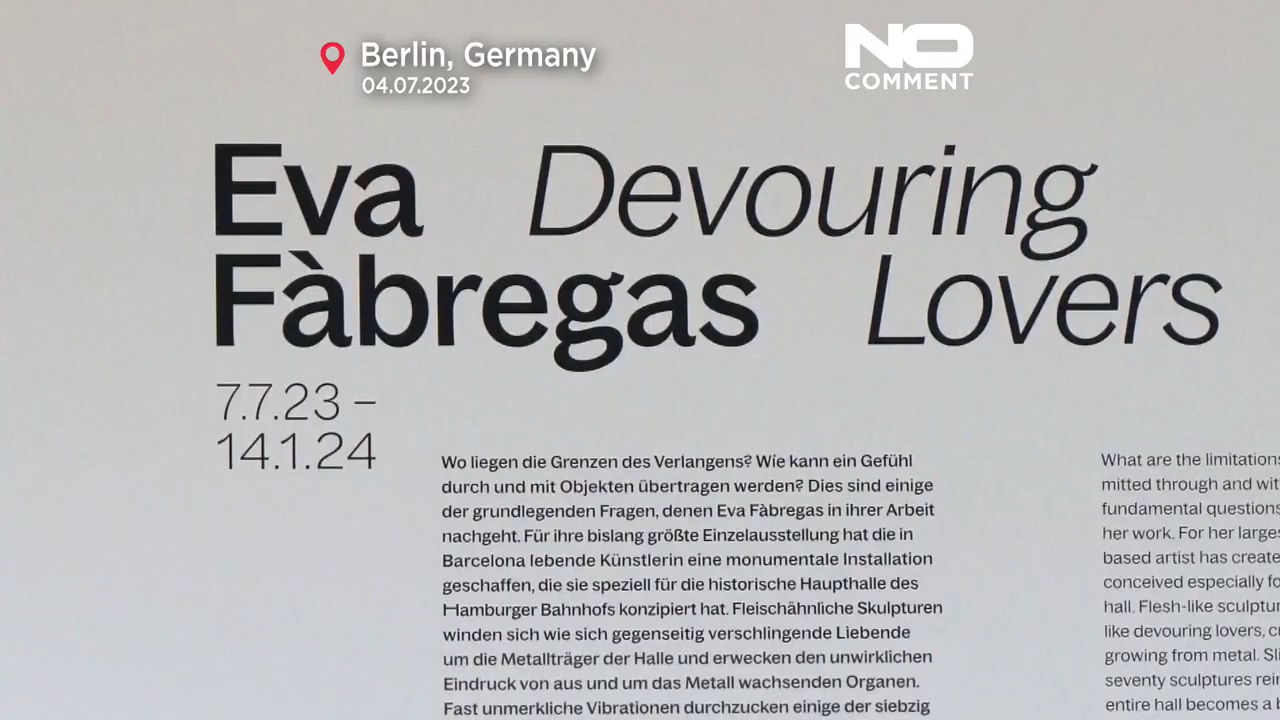 Berlin, Germany
04.07.2023
NO
COMMENT
Eva Devouring
Fàbregas Lovers
7.7.23 –
14.1.24
Wo liegen die Grenzen des Verlangens? Wie kann ein Gefühl
durch und mit Objekten übertragen werden? Dies sind einige
der grundlegenden Fragen, denen Eva Fàbregas in ihrer Arbeit
nachgeht. Für ihre bislang größte Einzelausstellung hat die in
Barcelona lebende Künstlerin eine monumentale Installation
geschaffen, die sie speziell für die historische Haupthalle des
Hamburger Bahnhofs konzipiert hat. Fleischähnliche Skulpturen
winden sich wie sich gegenseitig verschlingende Liebende
um die Metallträger der Halle und erwecken den unwirklichen
Eindruck von aus und um das Metall wachsenden Organen.
Fast unmerkliche Vibrationen durchzucken einige der siebzig
What are the limitations
mitted through and wit
fundamental questions
her work. For her larges
based artist has create
conceived especially fo
hall. Flesh-like sculptur
like devouring lovers, c
growing from metal. Sli
seventy sculptures rei
entire hall becomes a